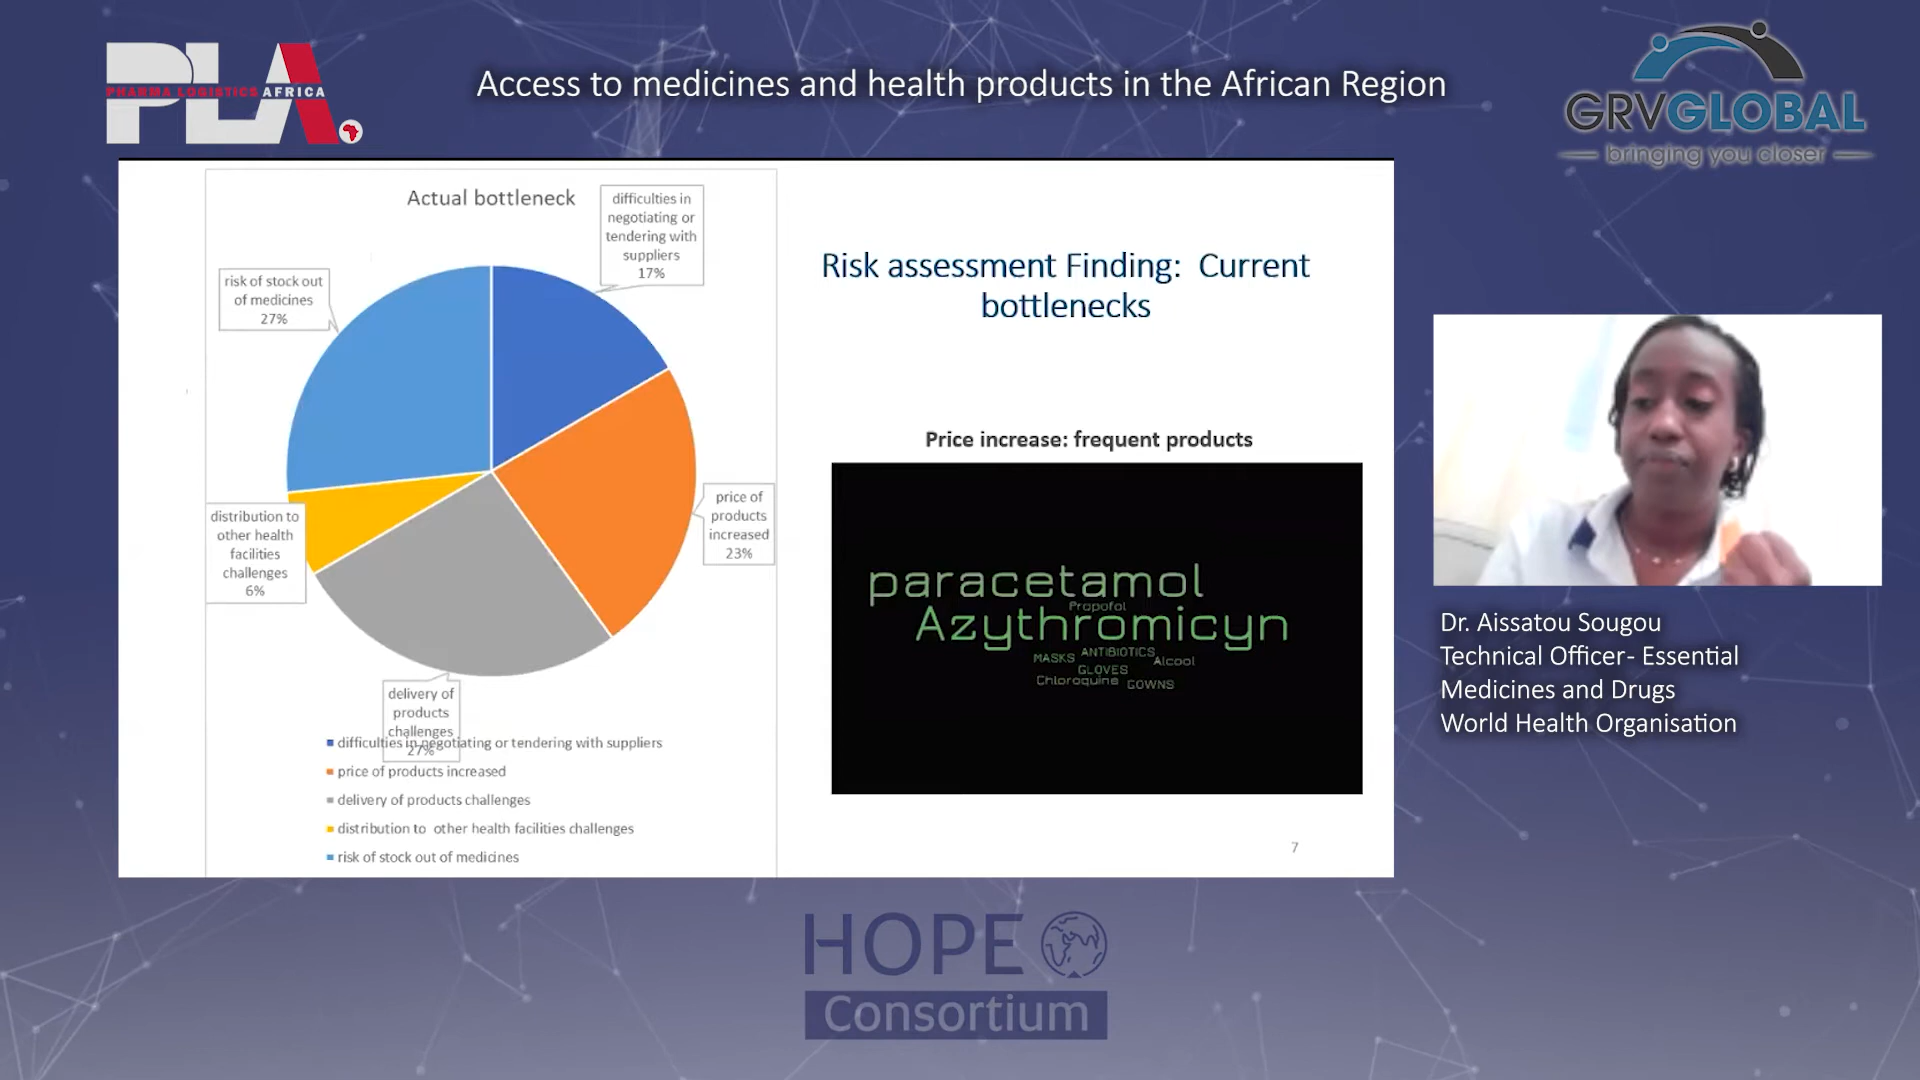 PLA
PHARMA LOGISTICS AFRICA
Access to medicines and health products in the African Region
GRVGLOBAL
bringing you closer
Actual bottleneck
difficulties in
negotiating or
tendering with
suppliers
17%
risk of stock out
of medicines
27%
price of
products
increased
23%
distribution to
other health
facilities
challenges
6%
delivery of
products
challenges
27%
difficulties in negotiating or tendering with suppliers
price of products increased
delivery of products challenges
distribution to other health facilities challenges
risk of stock out of medicines
Risk assessment Finding: Current
bottlenecks
Price increase: frequent products
paracetamol
Propofol
Azythromicyn
MASKS ANTIBIOTICS Alcool
GLOVES
Chloroquine GOWNS
7
Dr. Aissatou Sougou
Technical Officer- Essential
Medicines and Drugs
World Health Organisation
HOPE
Consortium